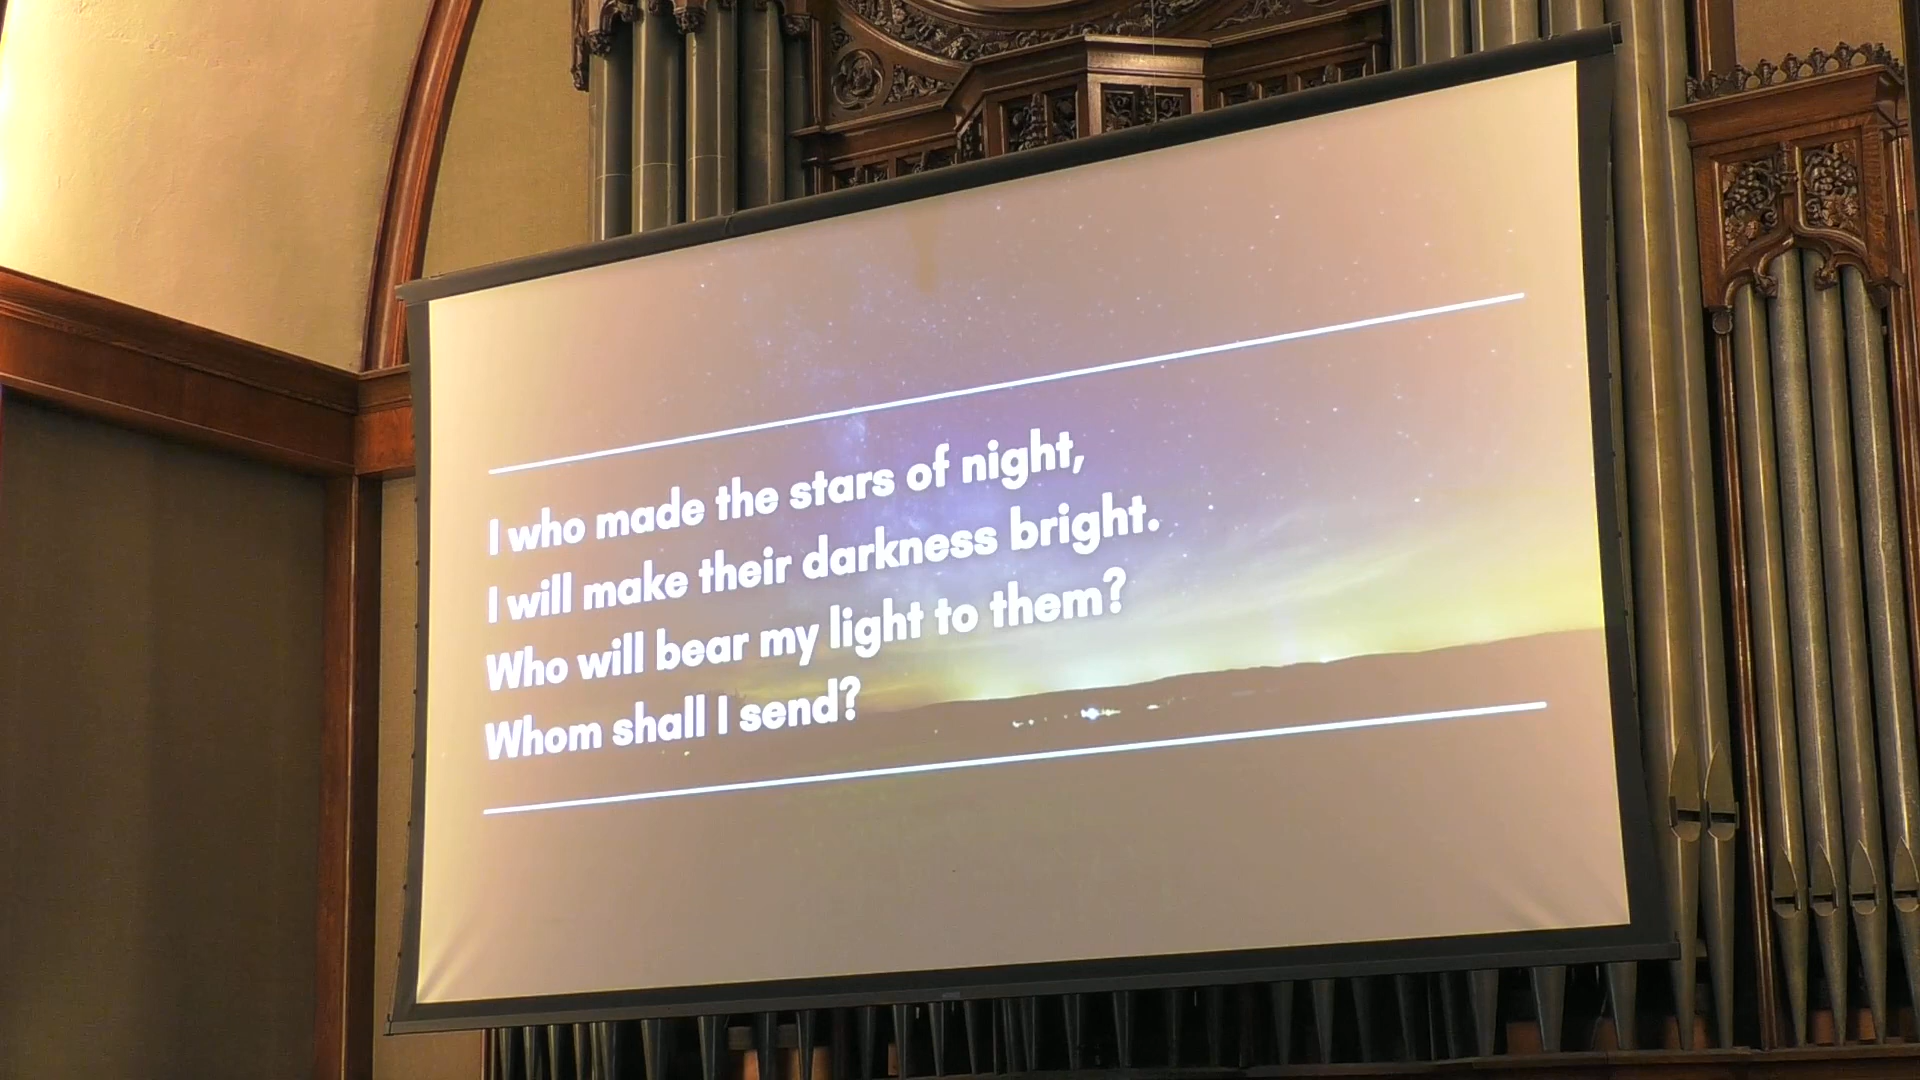 I who made the stars of night,
I will make their darkness bright.
Who will bear my light to them?
Whom shall I send?